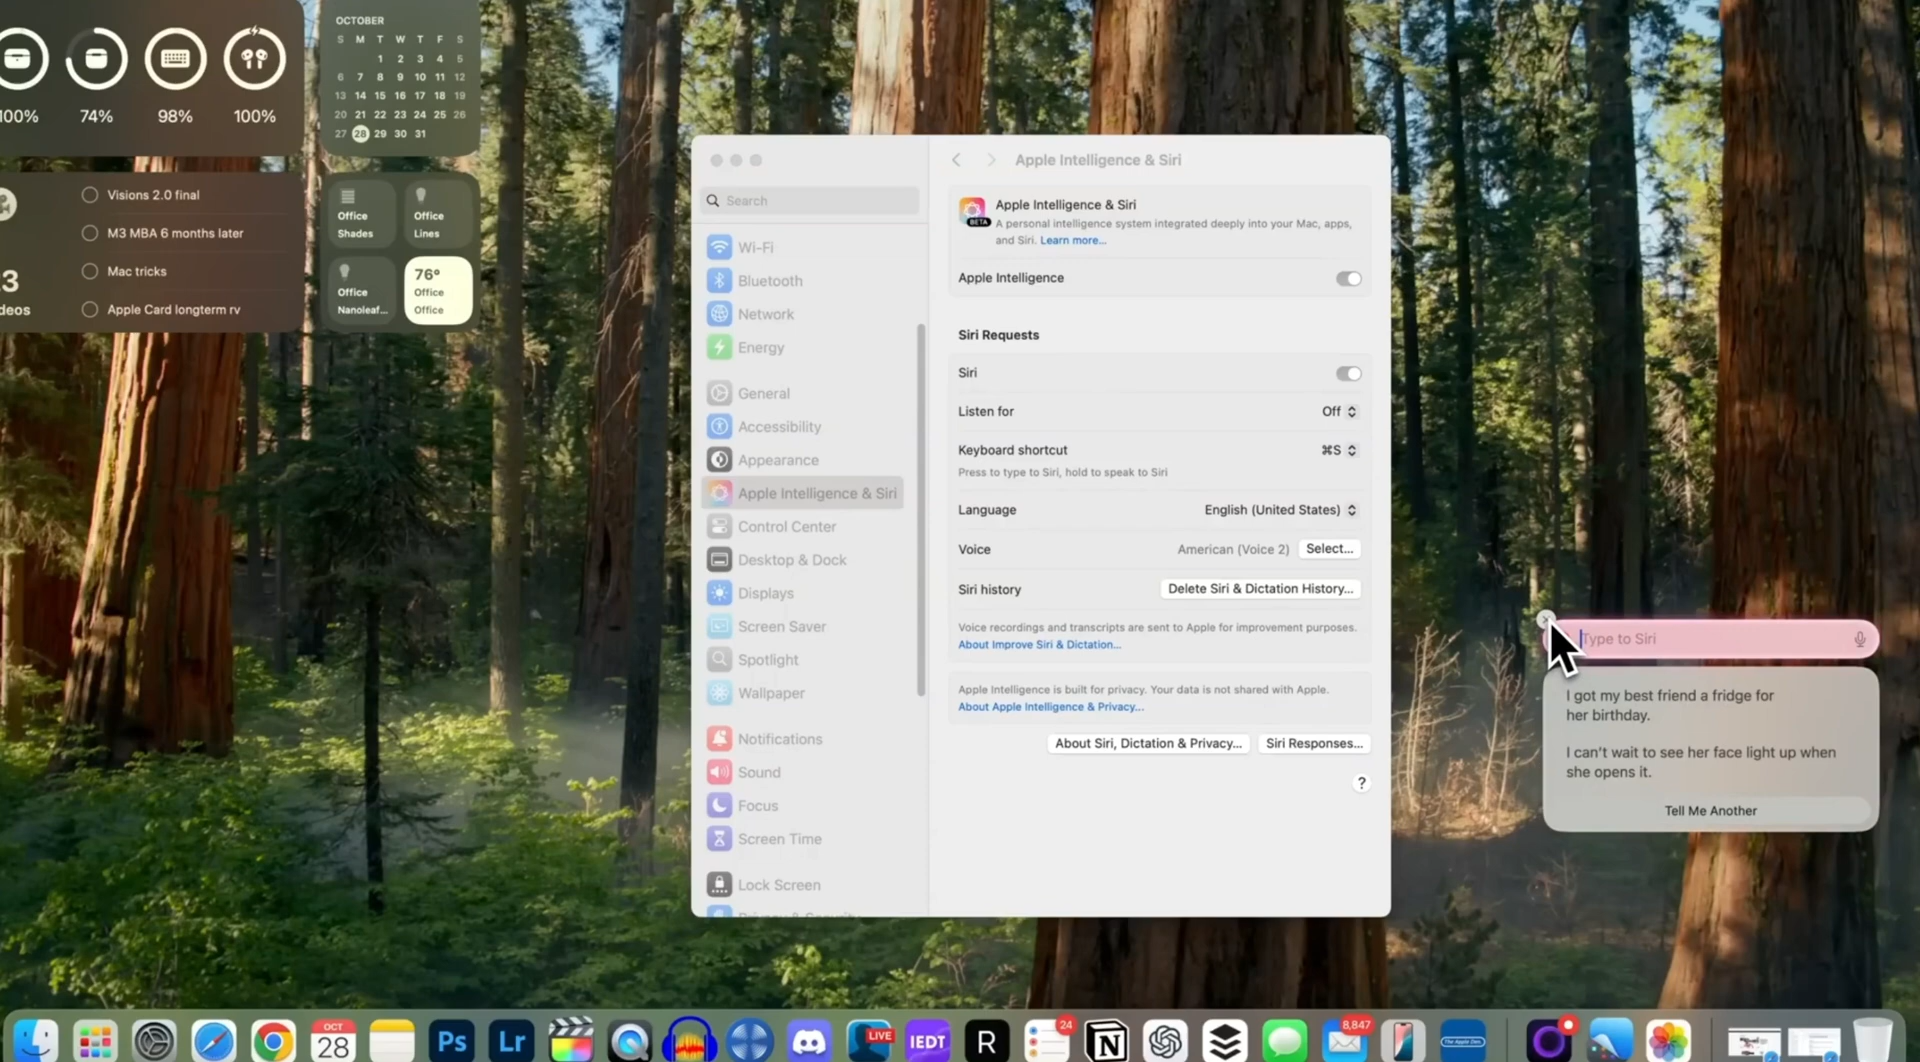 100%
74%
98%
100%
OCTOBER
S M T W T F S
1 2 3 4 5
6 7 8 9 10 11 12
13 14 15 16 17 18 19
20 21 22 23 24 25 26
27 28 29 30 31
Visions 2.0 final
M3 MBA 6 months later
Mac tricks
Apple Card longterm rv
3
deos
Office
Shades
Office
Lines
Office
Nanoleaf...
76°
Office
Office
Search
Wi-Fi
Bluetooth
Network
Energy
General
Accessibility
Appearance
Apple Intelligence & Siri
Control Center
Desktop & Dock
Displays
Screen Saver
Spotlight
Wallpaper
Notifications
Sound
Focus
Screen Time
Lock Screen
Privacy & Security
Apple Intelligence & Siri
BETA
Apple Intelligence & Siri
A personal intelligence system integrated deeply into your Mac, apps,
and Siri. Learn more...
Apple Intelligence
Siri Requests
Siri
Listen for
Off
Keyboard shortcut
⌘S
Press to type to Siri, hold to speak to Siri
Language
English (United States)
Voice
American (Voice 2)
Select...
Siri history
Delete Siri & Dictation History...
Voice recordings and transcripts are sent to Apple for improvement purposes.
About Improve Siri & Dictation...
Apple Intelligence is built for privacy. Your data is not shared with Apple.
About Apple Intelligence & Privacy...
About Siri, Dictation & Privacy...
Siri Responses...
?
Type to Siri
I got my best friend a fridge for
her birthday.
I can't wait to see her face light up when
she opens it.
Tell Me Another
OCT
28
Ps
Lr
LIVE
IEDT
R
24
N
8,847